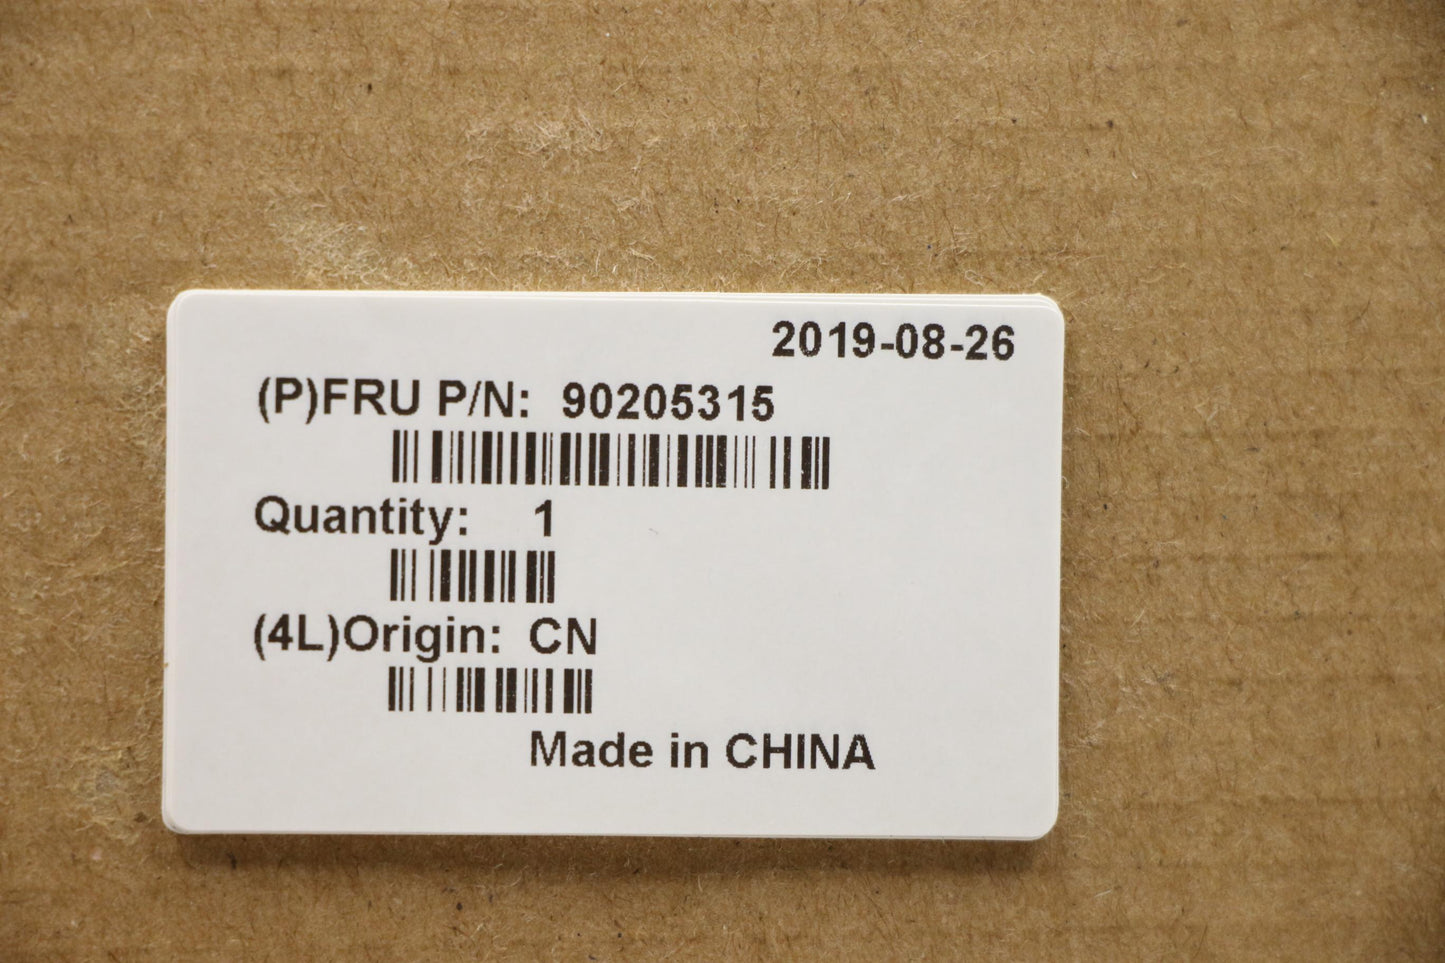 2019-08-26
(P)FRU P/N: 90205315
Quantity: 1
(4L)Origin: CN
Made in CHINA